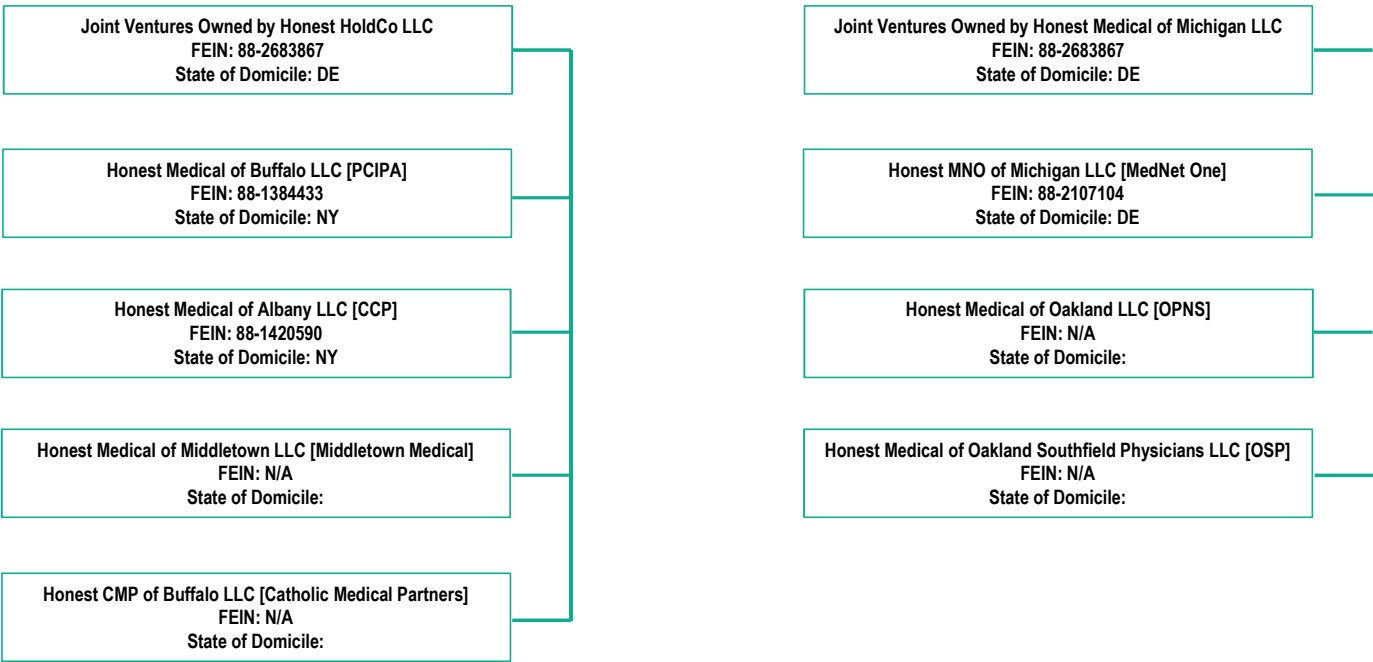 Joint Ventures Owned by Honest HoldCo LLC
FEIN: 88-2683867
State of Domicile: DE
Honest Medical of Buffalo LLC [PCIPA]
FEIN: 88-1384433
State of Domicile: NY
Honest Medical of Albany LLC [CCP]
FEIN: 88-1420590
State of Domicile: NY
Honest Medical of Middletown LLC [Middletown Medical]
FEIN: N/A
State of Domicile:
Honest CMP of Buffalo LLC [Catholic Medical Partners]
FEIN: N/A
State of Domicile:
Joint Ventures Owned by Honest Medical of Michigan LLC
FEIN: 88-2683867
State of Domicile: DE
Honest MNO of Michigan LLC [MedNet One]
FEIN: 88-2107104
State of Domicile: DE
Honest Medical of Oakland LLC [OPNS]
FEIN: N/A
State of Domicile:
Honest Medical of Oakland Southfield Physicians LLC [OSP]
FEIN: N/A
State of Domicile: